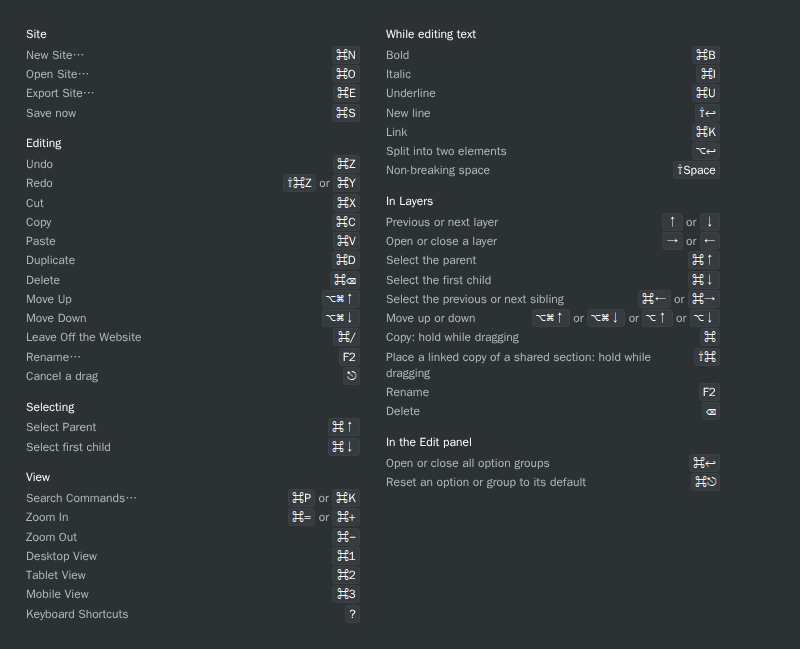 Site
New Site⋯ ⌘N
Open Site⋯ ⌘O
Export Site⋯ ⌘E
Save now ⌘S
Editing
Undo ⌘Z
Redo ⇧⌘Z or ⌘Y
Cut ⌘X
Copy ⌘C
Paste ⌘V
Duplicate ⌘D
Delete ⌘⌫
Move Up ⌥⌘↑
Move Down ⌥⌘↓
Leave Off the Website ⌘/
Rename⋯ F2
Cancel a drag ⎋
Selecting
Select Parent ⌘↑
Select first child ⌘↓
View
Search Commands⋯ ⌘P or ⌘K
Zoom In ⌘= or ⌘+
Zoom Out ⌘−
Desktop View ⌘1
Tablet View ⌘2
Mobile View ⌘3
Keyboard Shortcuts ?
While editing text
Bold ⌘B
Italic ⌘I
Underline ⌘U
New line ⇧↩
Link ⌘K
Split into two elements ⌥↩
Non-breaking space ⇧Space
In Layers
Previous or next layer ↑ or ↓
Open or close a layer → or ←
Select the parent ⌘↑
Select the first child ⌘↓
Select the previous or next sibling ⌘← or ⌘→
Move up or down ⌥⌘↑ or ⌥⌘↓ or ⌥↑ or ⌥↓
Copy: hold while dragging ⌘
Place a linked copy of a shared section: hold while ⇧⌘
dragging
Rename F2
Delete ⌫
In the Edit panel
Open or close all option groups ⌘↩
Reset an option or group to its default ⌘⎋